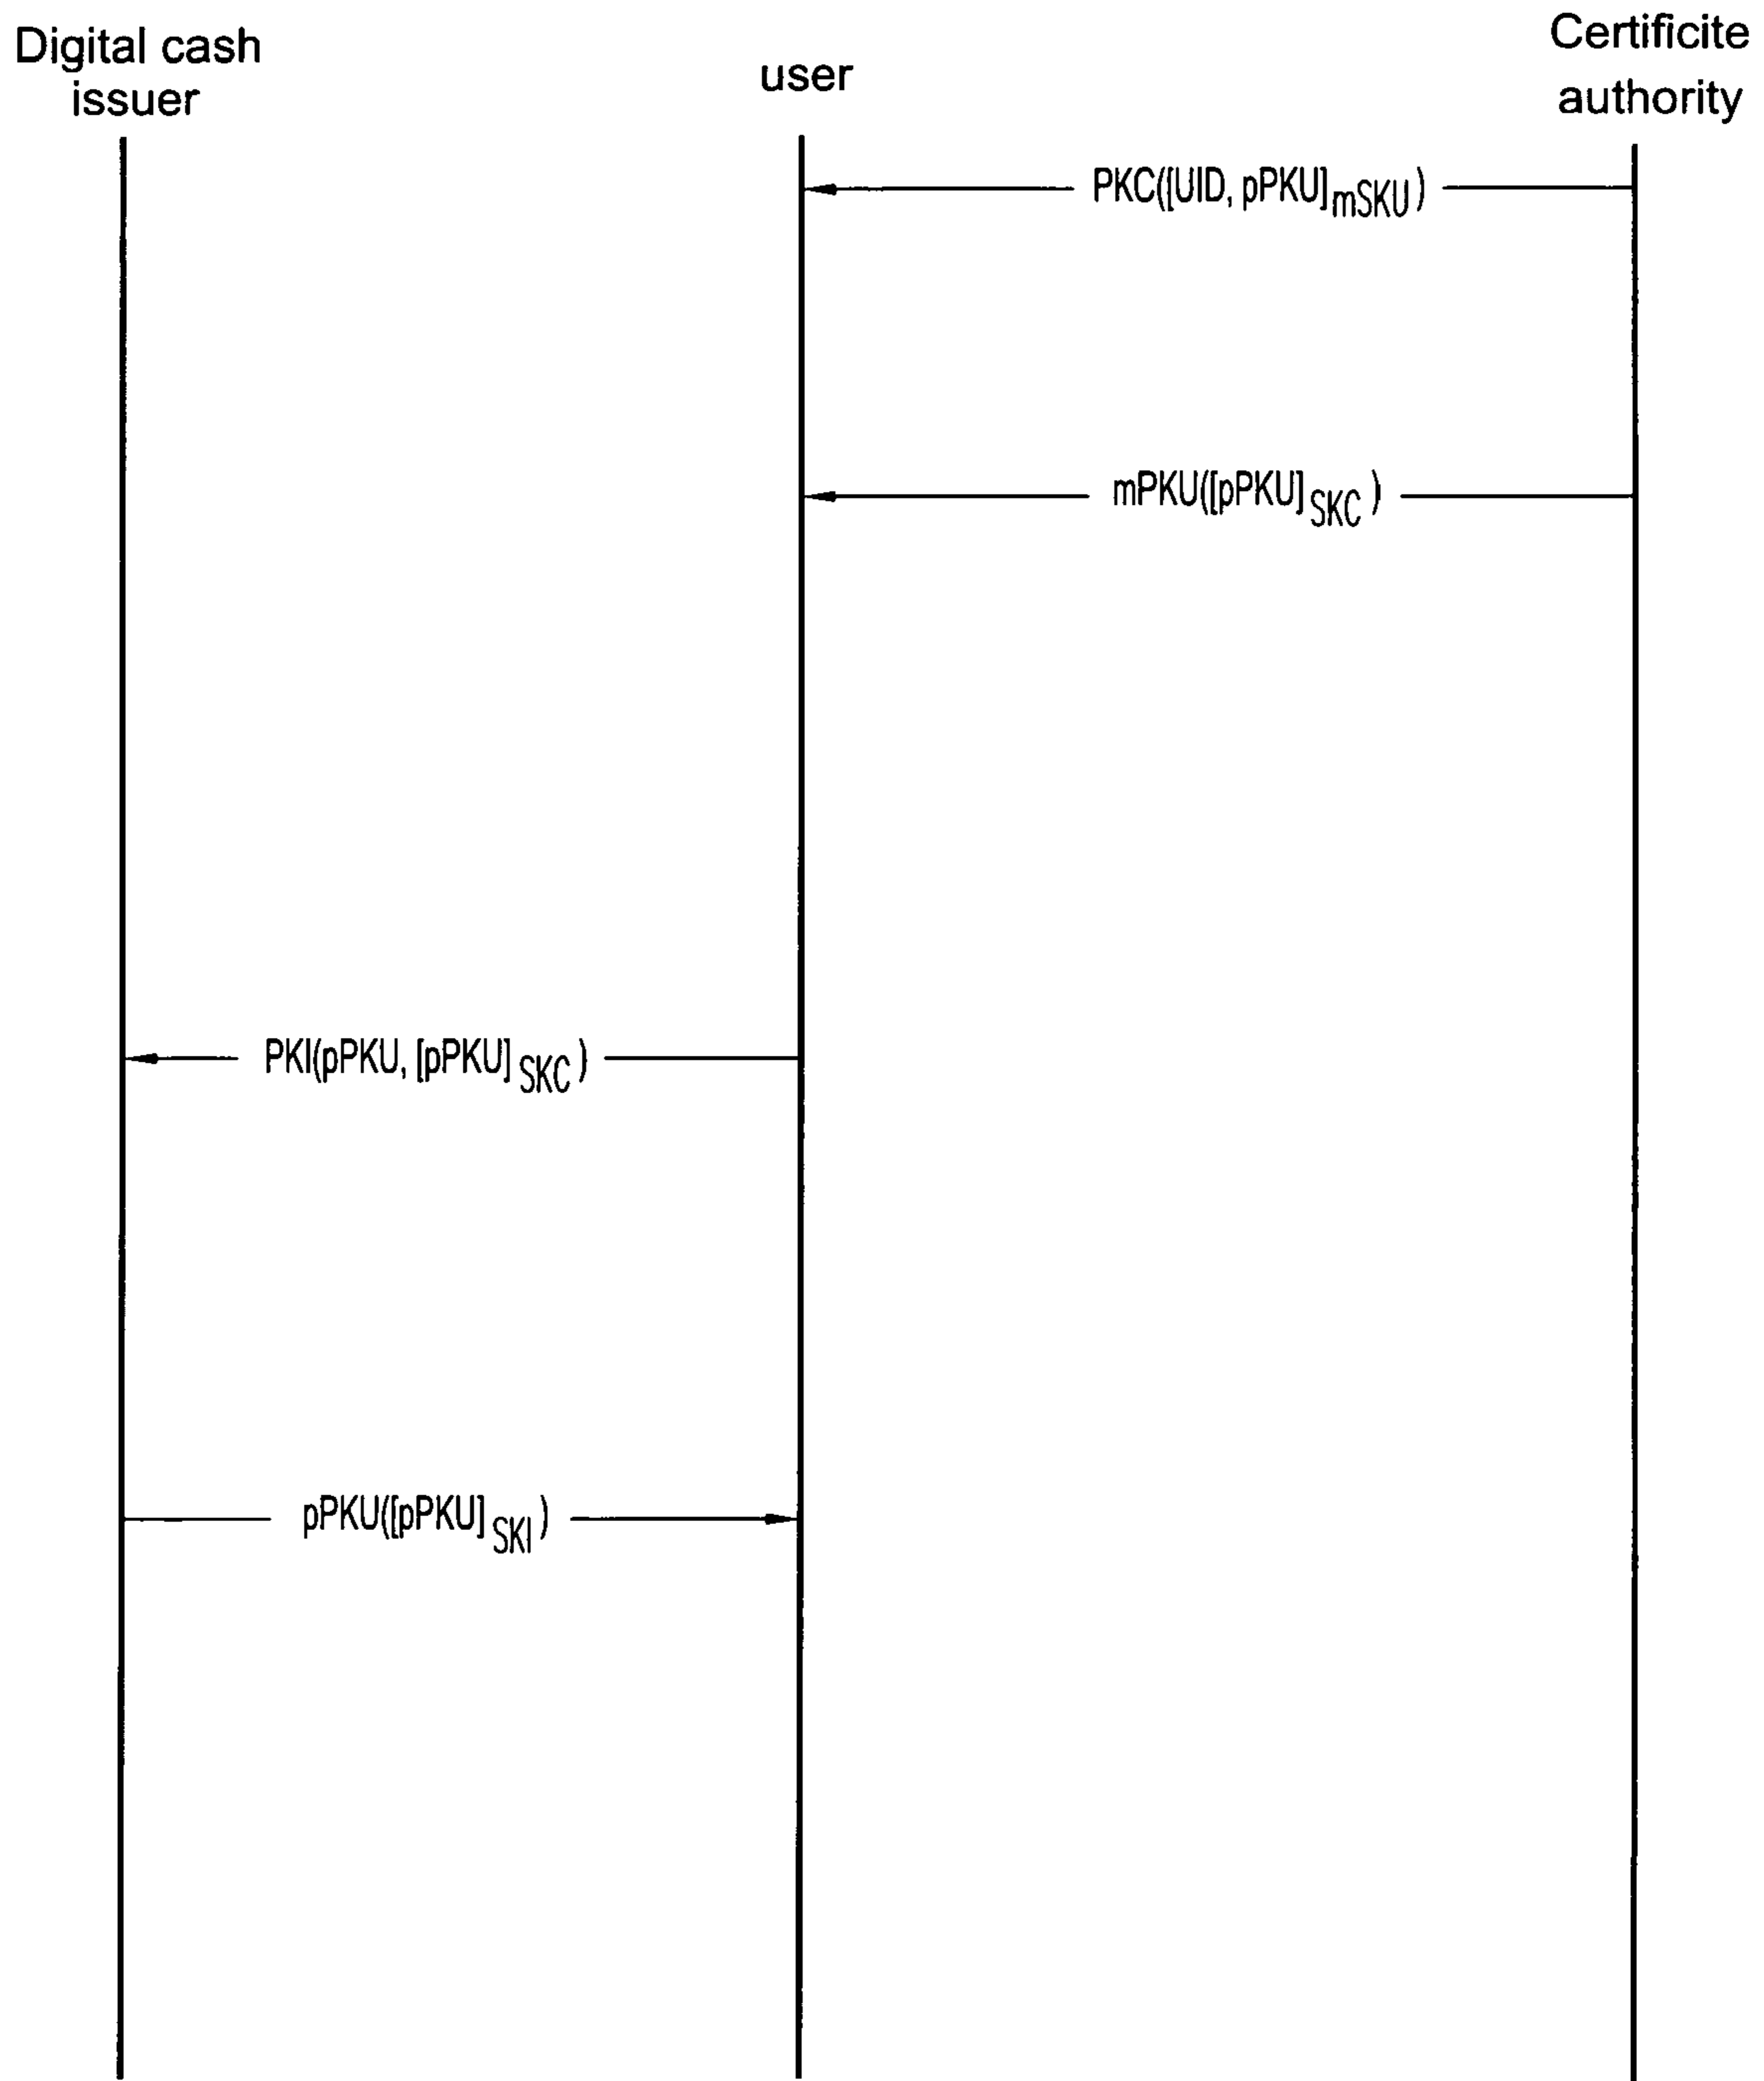 Digital cash
issuer
user
Certificite
authority
PKC([UID, pPKU]mSKU)
mPKU([pPKU]SKC)
PKI(pPKU, [pPKU]SKC)
pPKU([pPKU]SKI)